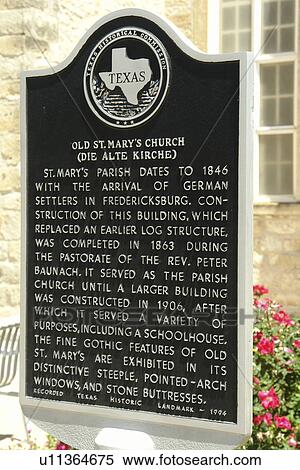 TEXAS HISTORICAL COMMISSION
TEXAS
OLD ST. MARY'S CHURCH
(DIE ALTE KIRCHE)
ST. MARY'S PARISH DATES TO 1846
WITH THE ARRIVAL OF GERMAN
SETTLERS IN FREDERICKSBURG. CON-
STRUCTION OF THIS BUILDING, WHICH
REPLACED AN EARLIER LOG STRUCTURE,
WAS COMPLETED IN 1863 DURING
THE PASTORATE OF THE REV. PETER
BAUNACH. IT SERVED AS THE PARISH
CHURCH UNTIL A LARGER BUILDING
WAS CONSTRUCTED IN 1906, AFTER
WHICH IT SERVED A VARIETY OF
PURPOSES, INCLUDING A SCHOOLHOUSE.
THE FINE GOTHIC FEATURES OF OLD
ST. MARY'S ARE EXHIBITED IN ITS
DISTINCTIVE STEEPLE, POINTED-ARCH
WINDOWS, AND STONE BUTTRESSES.
RECORDED TEXAS HISTORIC LANDMARK - 1994
FOTOSEARCH
u11364675
fotosearch.com